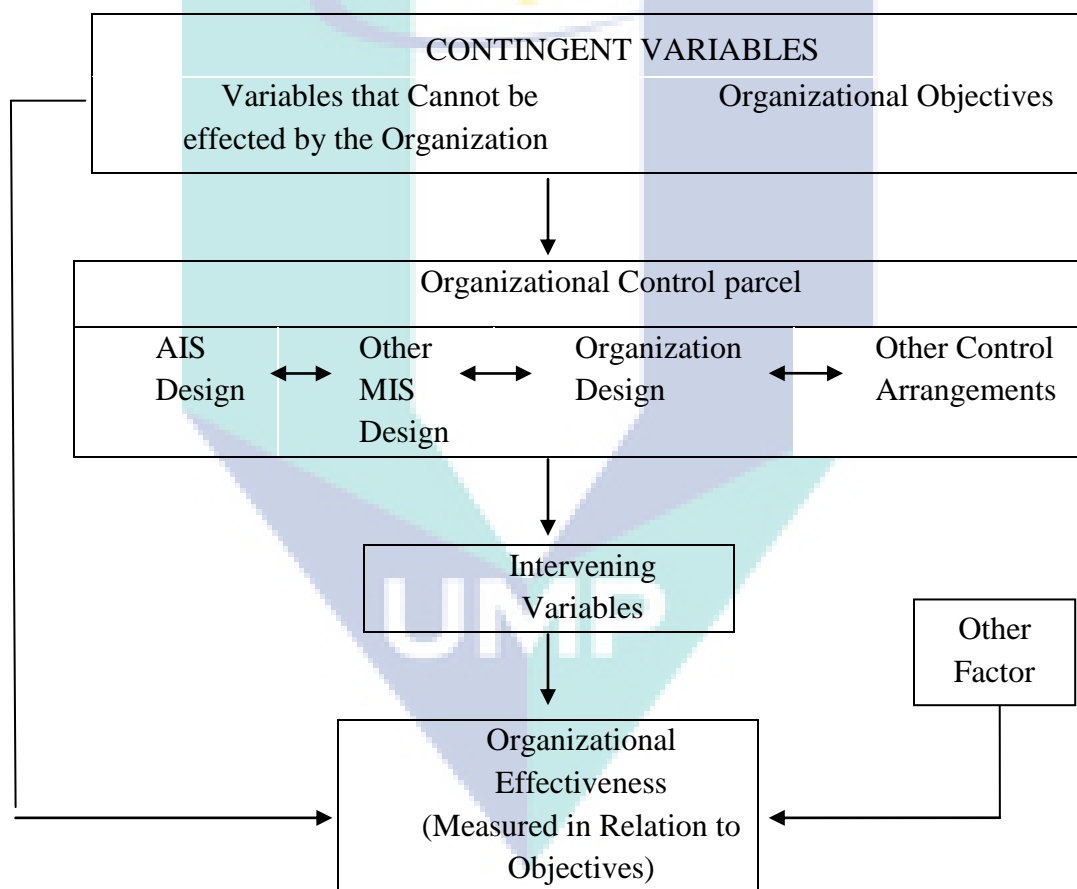 CONTINGENT VARIABLES
Variables that Cannot be
effected by the Organization
Organizational Objectives
Organizational Control parcel
AIS
Design
Other
MIS
Design
Organization
Design
Other Control
Arrangements
Intervening
Variables
UMP
Other
Factor
Organizational
Effectiveness
(Measured in Relation to
Objectives)